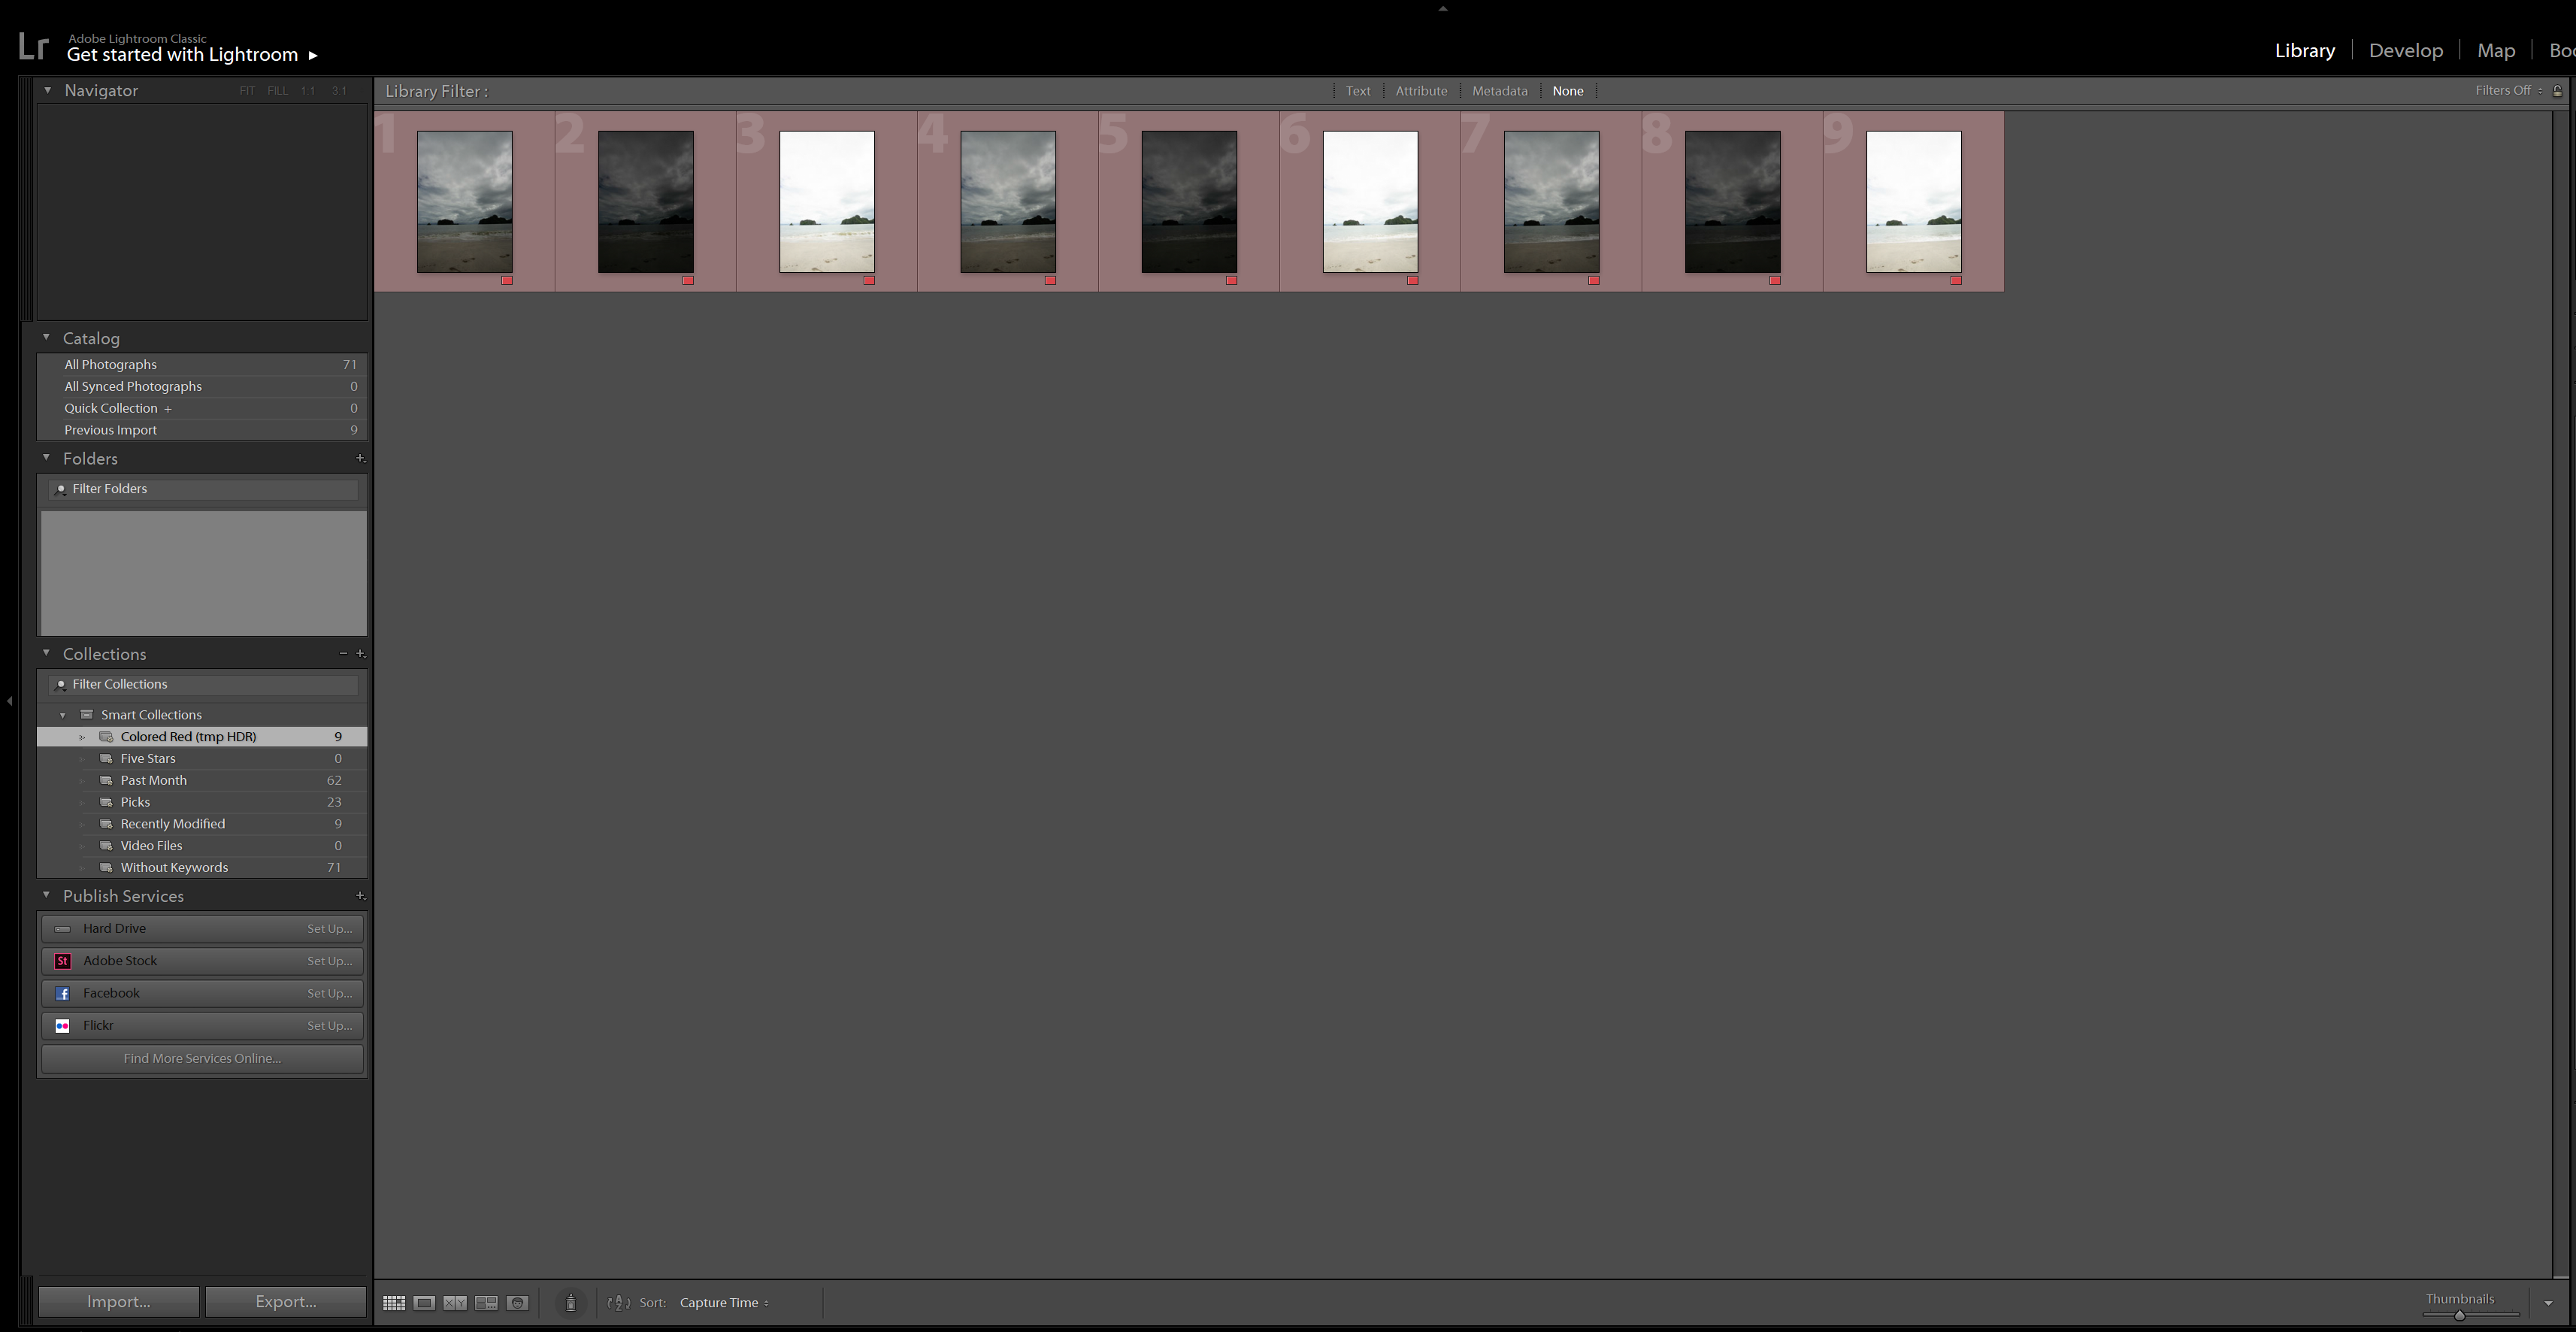 Lr
Adobe Lightroom Classic
Get started with Lightroom
Library
Develop
Map
Boo
Navigator
FIT FILL 1:1 3:1
Library Filter :
Text
Attribute
Metadata
None
Filters Off
1
2
3
4
5
6
7
8
9
Catalog
All Photographs 71
All Synced Photographs 0
Quick Collection + 0
Previous Import 9
Folders
Filter Folders
Collections
Filter Collections
Smart Collections
Colored Red (tmp HDR) 9
Five Stars 0
Past Month 62
Picks 23
Recently Modified 9
Video Files 0
Without Keywords 71
Publish Services
Hard Drive Set Up...
St Adobe Stock Set Up...
f Facebook Set Up...
Flickr Set Up...
Find More Services Online...
Import...
Export...
XY
AZ
Sort: Capture Time
Thumbnails